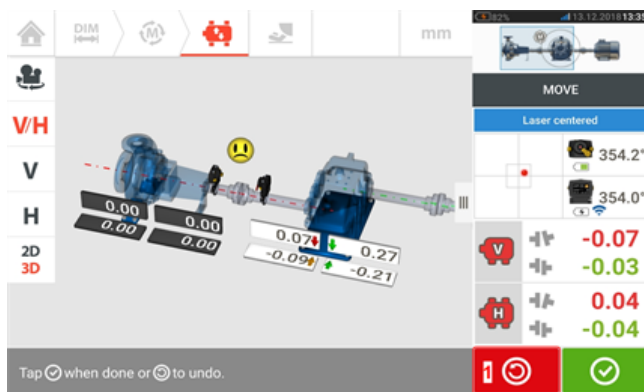 DIM
M
mm
82%
13.12.2018 13:35
MOVE
Laser centered
354.2°
354.0°
V/H
V
H
2D
3D
0.00
0.00
0.00
0.00
0.07
0.27
-0.09
-0.21
V
-0.07
-0.03
H
0.04
-0.04
Tap when done or to undo.
1